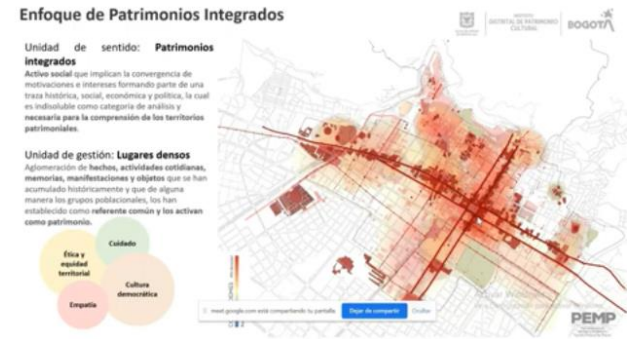 Enfoque de Patrimonios Integrados
INSTITUTO
DISTRITAL DE PATRIMONIO
CULTURAL
BOGOTÁ
Unidad de sentido: Patrimonios
integrados
Activo social que implican la convergencia de
motivaciones e intereses formando parte de una
traza histórica, social, económica y política, la cual
es indisoluble como categoría de análisis y
necesaria para la comprensión de los territorios
patrimoniales.
Unidad de gestión: Lugares densos
Aglomeración de hechos, actividades cotidianas,
memorias, manifestaciones y objetos que se han
acumulado históricamente y que de alguna
manera los grupos poblacionales, los han
establecido como referente común y los activan
como patrimonio.
Cuidado
Ética y
equidad
territorial
Cultura
democrática
Empatía
meet.google.com está compartiendo tu pantalla.
Dejar de compartir
Ocultar
PEMP